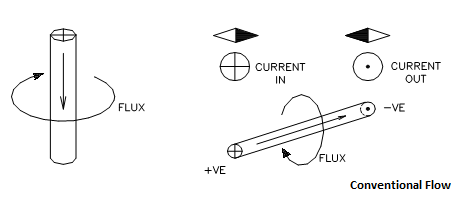 FLUX
CURRENT
IN
CURRENT
OUT
-VE
+VE
FLUX
Conventional Flow